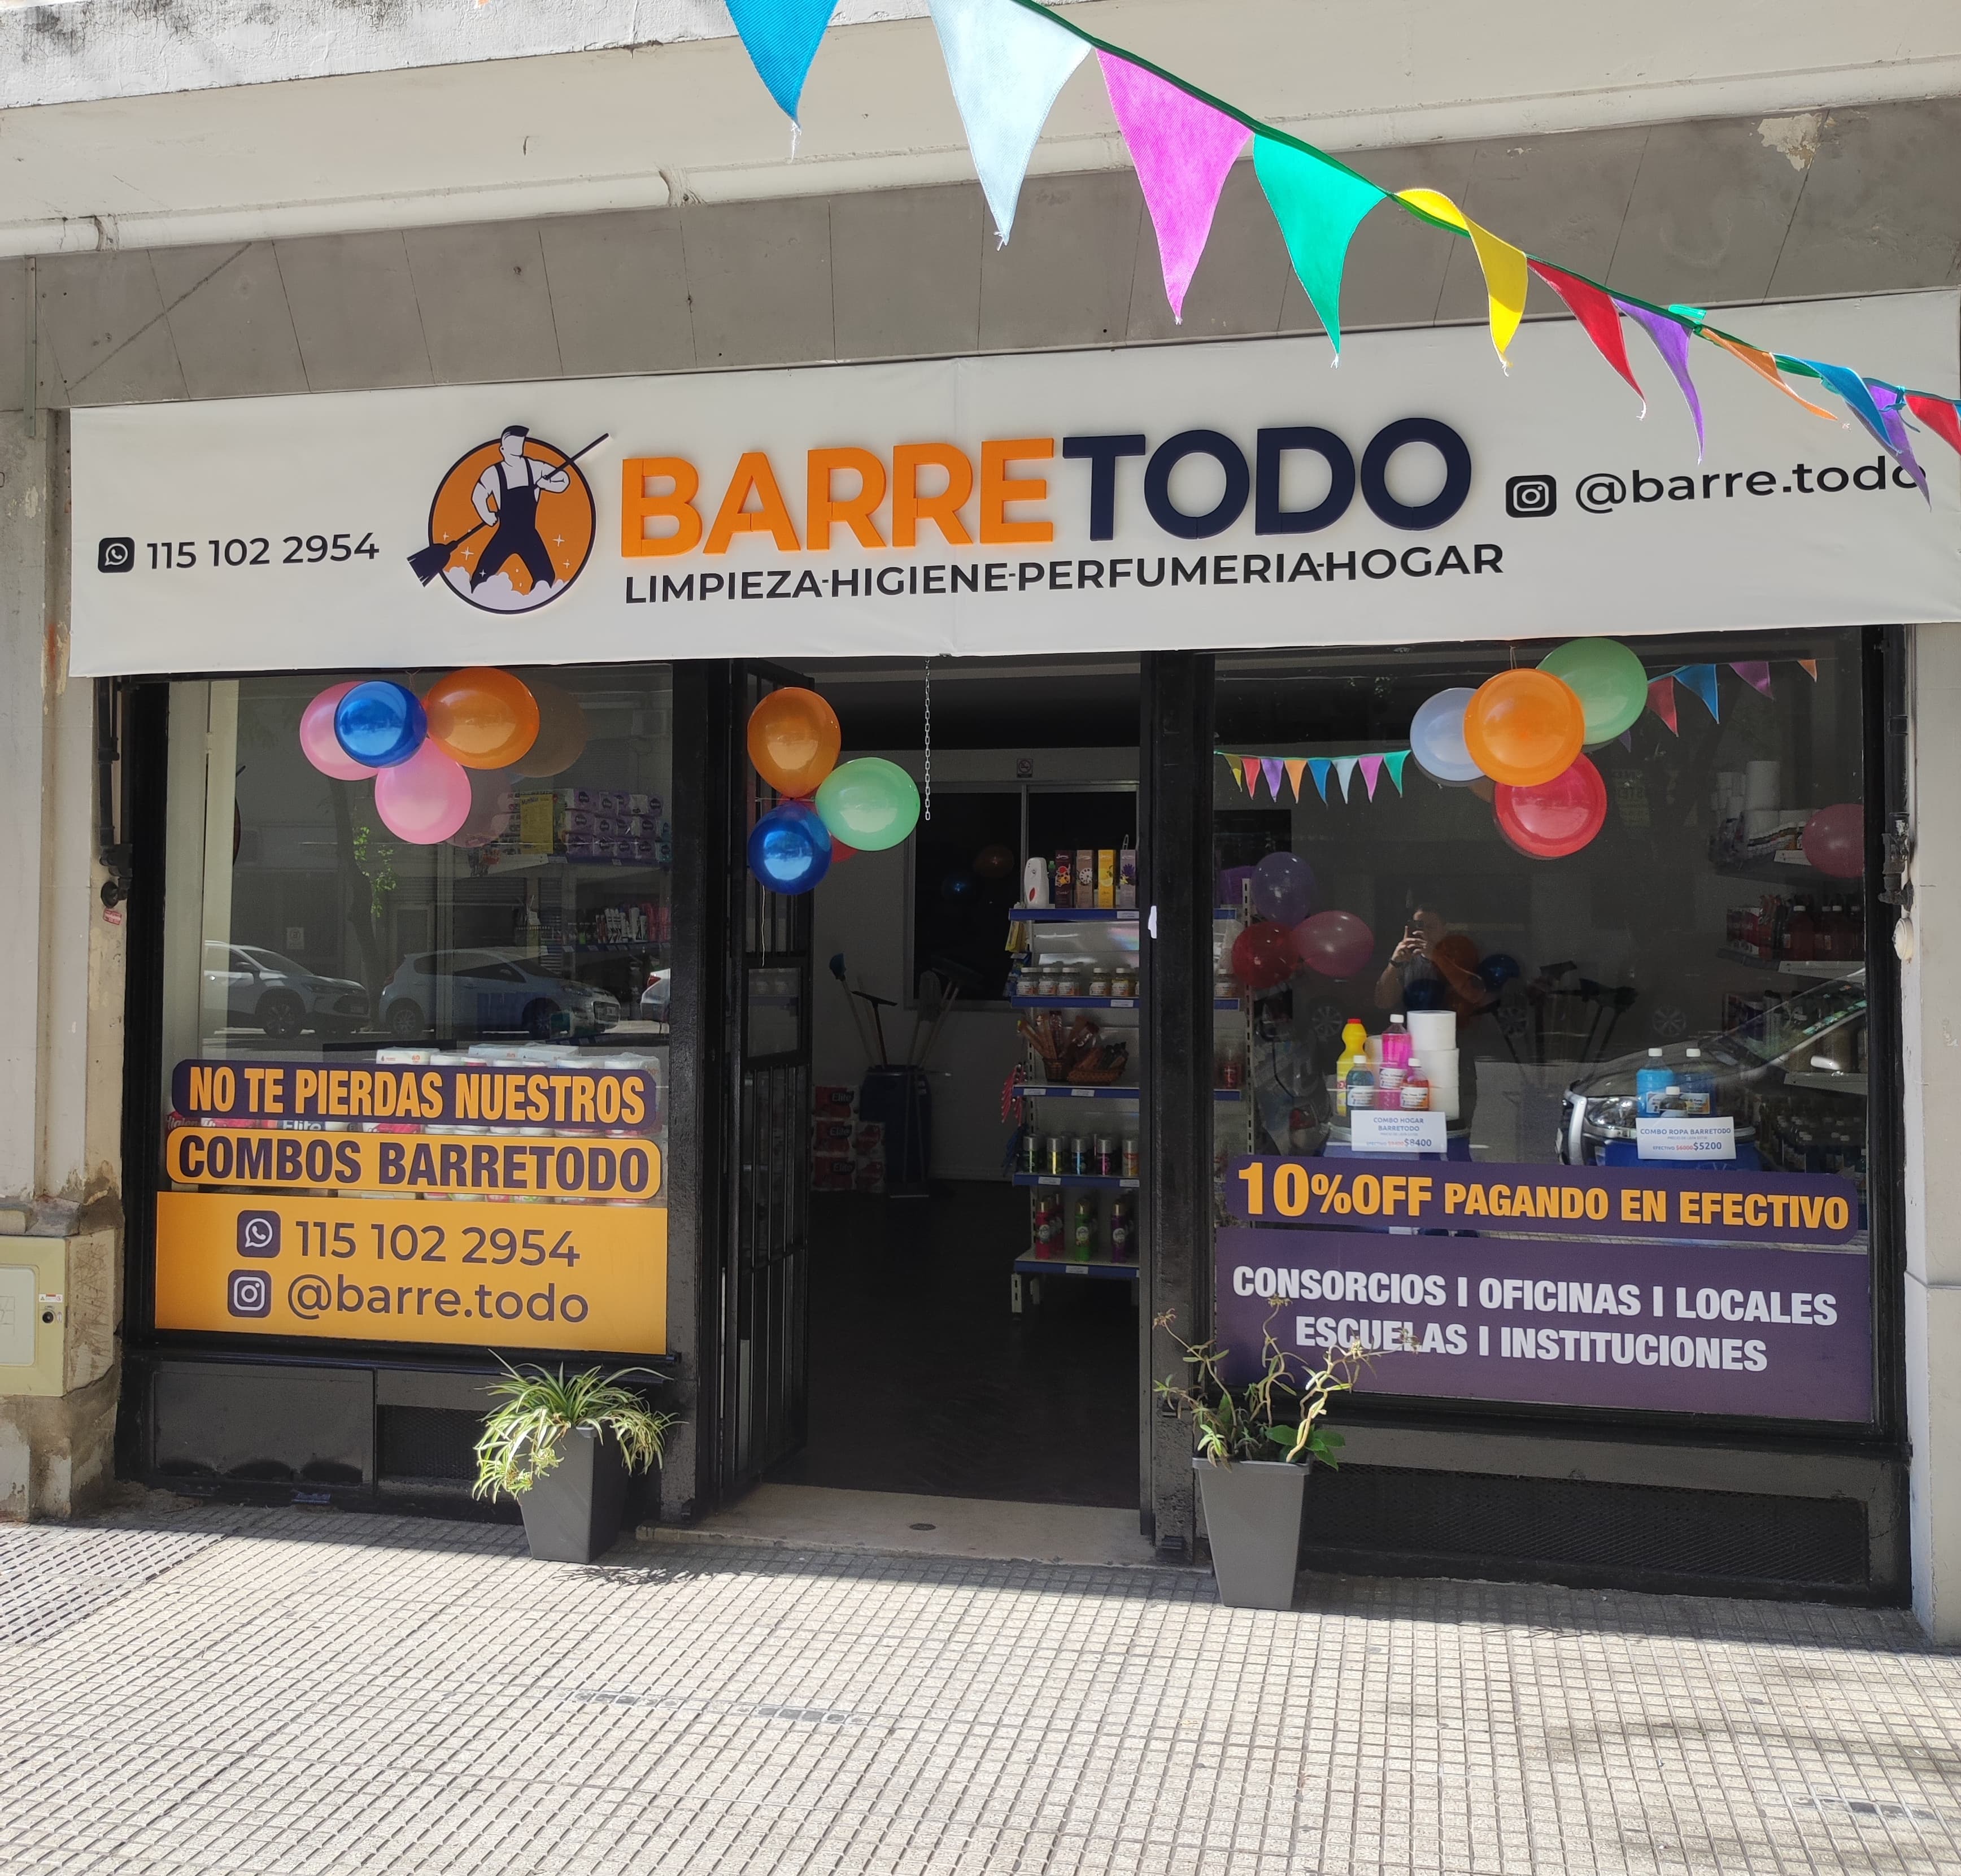 115 102 2954
BARRETODO
@barre.todo
LIMPIEZA-HIGIENE-PERFUMERIA-HOGAR
NO TE PIERDAS NUESTROS
Elite
COMBOS BARRETODO
115 102 2954
@barre.todo
Elite
COMBO HOGAR
BARRETODO
$8400
COMBO ROPA BARRETODO
$5200
10%OFF PAGANDO EN EFECTIVO
CONSORCIOS | OFICINAS | LOCALES
ESCUELAS | INSTITUCIONES